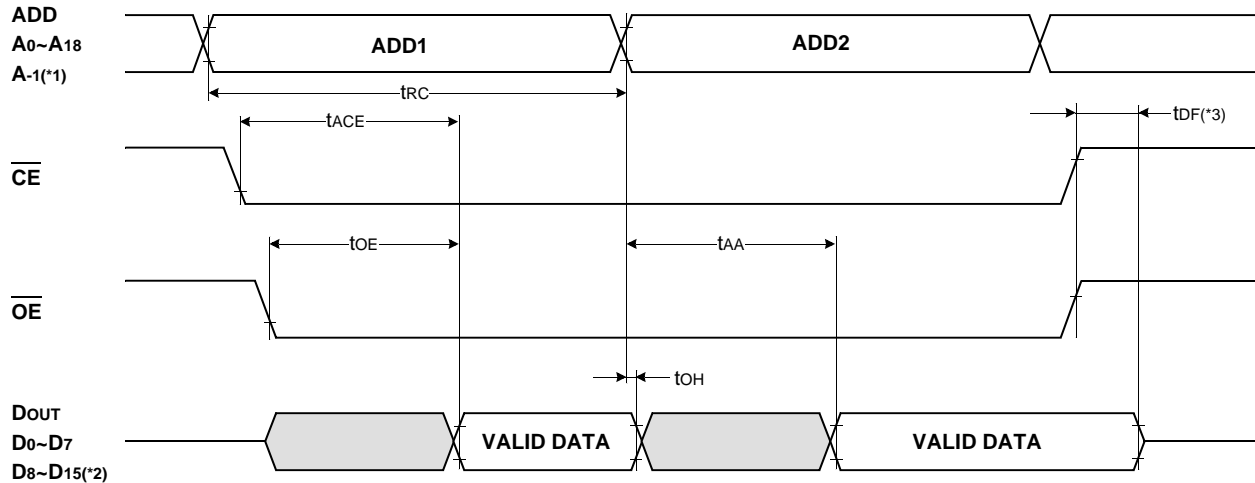 ADD
A0~A18
A-1(*1)
ADD1
ADD2
tRC
tACE
tDF(*3)
CE
tOE
tAA
OE
tOH
DOUT
D0~D7
D8~D15(*2)
VALID DATA
VALID DATA